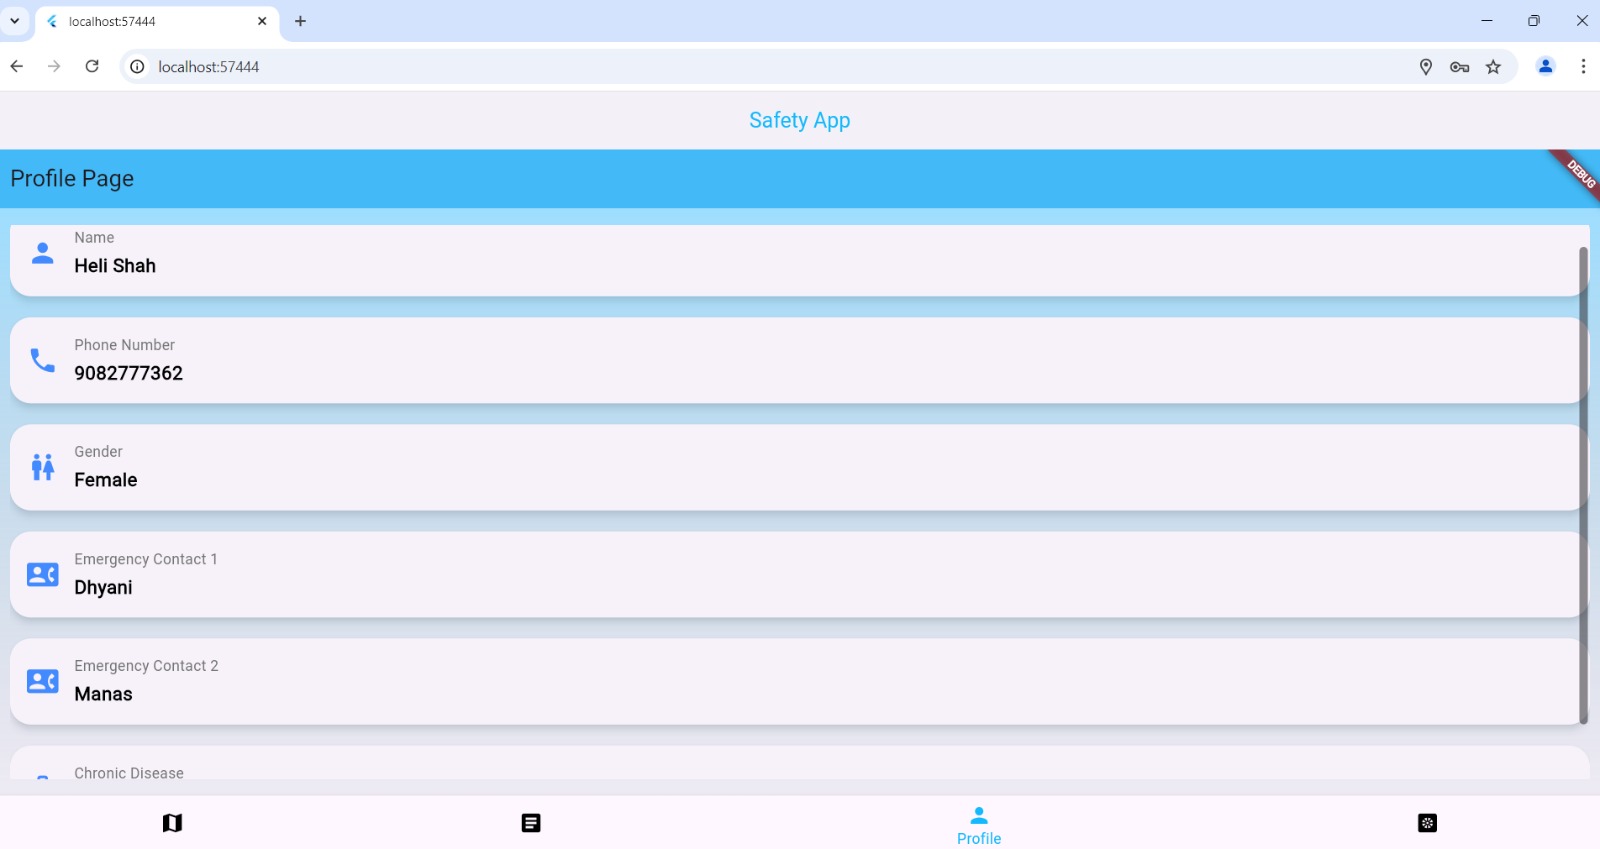 localhost:57444
localhost:57444
Safety App
Profile Page
DEBUG
Name
Heli Shah
Phone Number
9082777362
Gender
Female
Emergency Contact 1
Dhyani
Emergency Contact 2
Manas
Chronic Disease
Profile